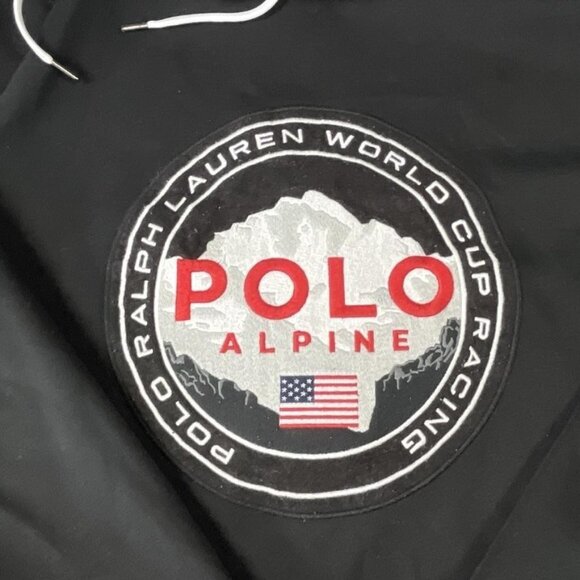 POLO RALPH LAUREN WORLD CUP RACING
POLO
ALPINE